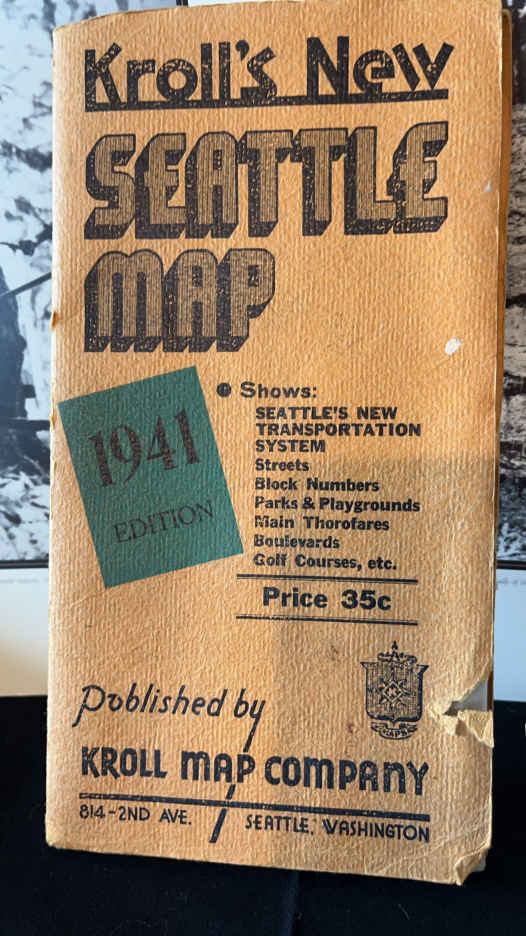 Kroll's New
SEATTLE
MAP
1941
EDITION
● Shows:
SEATTLE'S NEW
TRANSPORTATION
SYSTEM
Streets
Block Numbers
Parks & Playgrounds
Main Thorofares
Boulevards
Golf Courses, etc.
Price 35c
MAPS
Published by
KROLL MAP COMPANY
814-2ND AVE. / SEATTLE, WASHINGTON